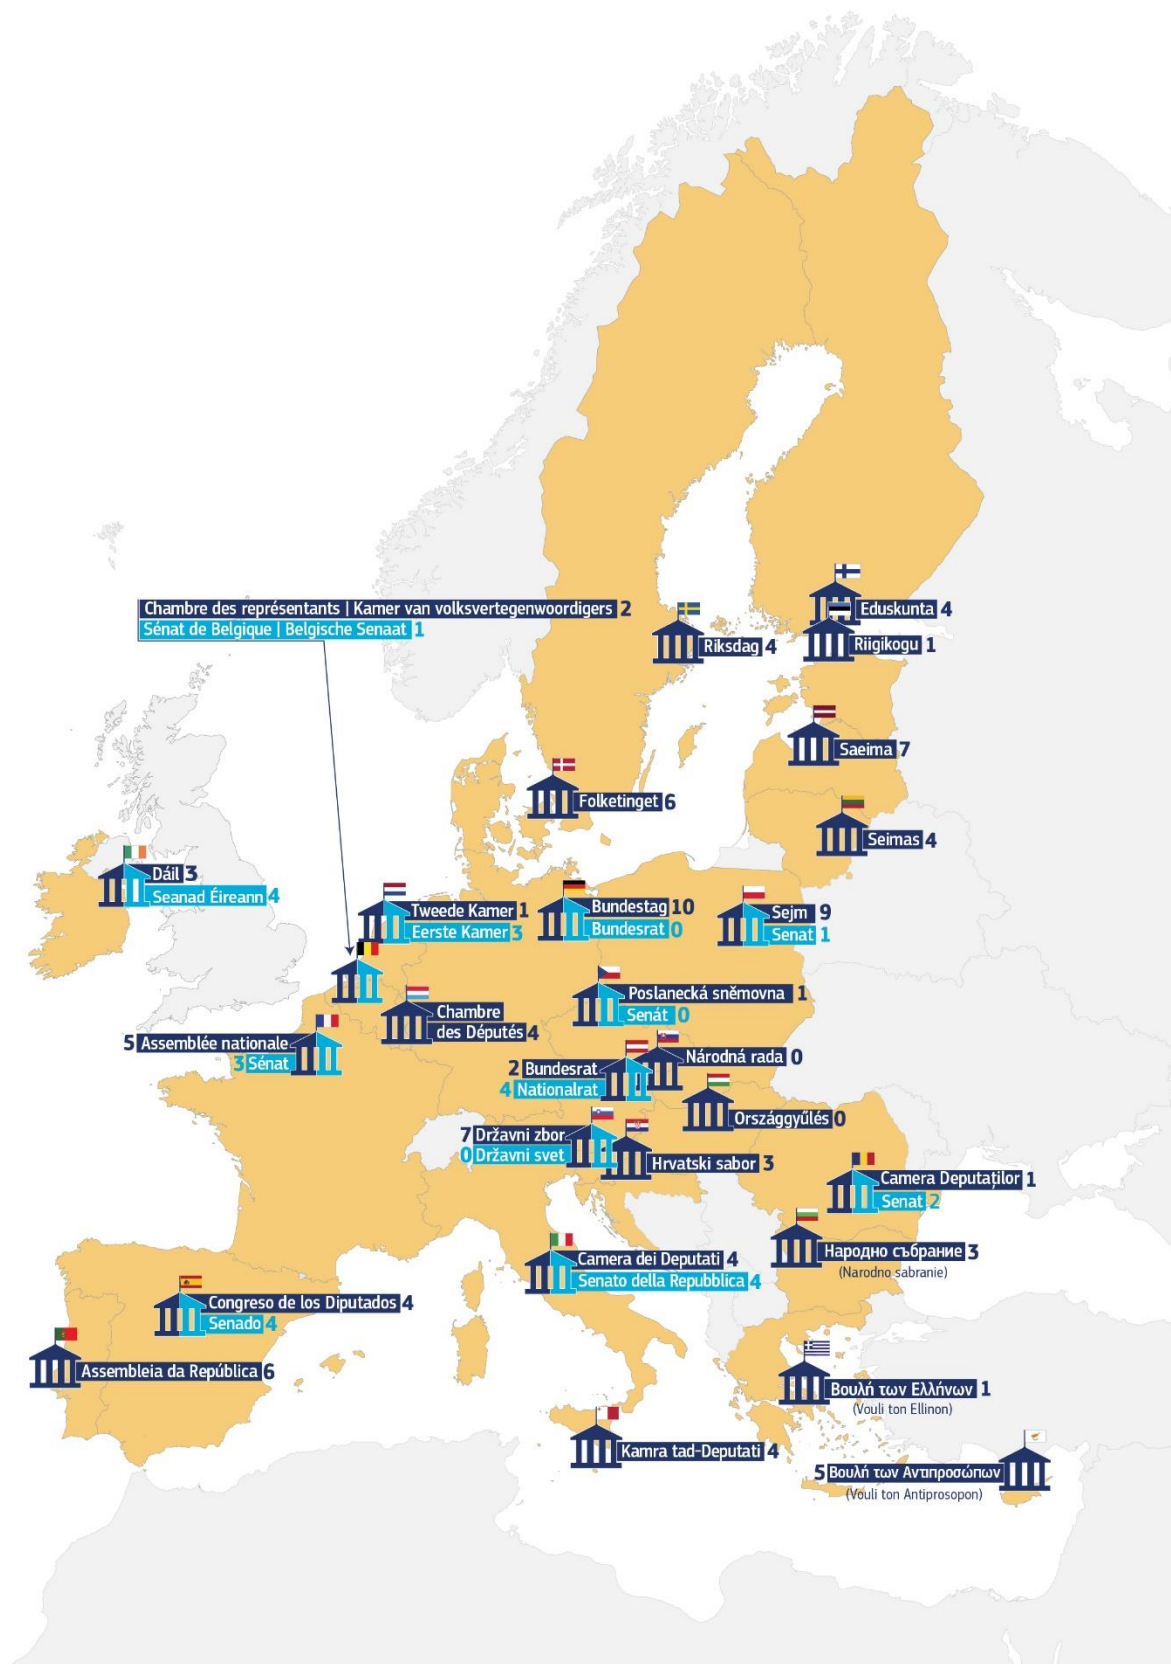 Chambre des représentants | Kamer van volksvertegenwoordigers 2
Sénat de Belgique | Belgische Senaat 1
Eduskunta 4
Riksdag 4
Riigikogu 1
Saeima 7
Folketinget 6
Seimas 4
Dáil 3
Seanad Éireann 4
Tweede Kamer 1
Eerste Kamer 3
Bundestag 10
Bundesrat 0
Sejm 9
Senat 1
Poslanecká sněmovna 1
Senát 0
Chambre
des Députés 4
5 Assemblée nationale
3 Sénat
Národná rada 0
2 Bundesrat
4 Nationalrat
Országgyűlés 0
7 Državni zbor
0 Državni svet
Hrvatski sabor 3
Camera Deputaților 1
Senat 2
Народно събрание 3
(Narodno sabranie)
Camera dei Deputati 4
Senato della Repubblica 4
Congreso de los Diputados 4
Senado 4
Assembleia da República 6
Βουλή των Ελλήνων 1
(Vouli ton Ellinon)
Kamra tad-Deputati 4
5 Βουλή των Αντιπροσώπων
(Vouli ton Antiprosopon)